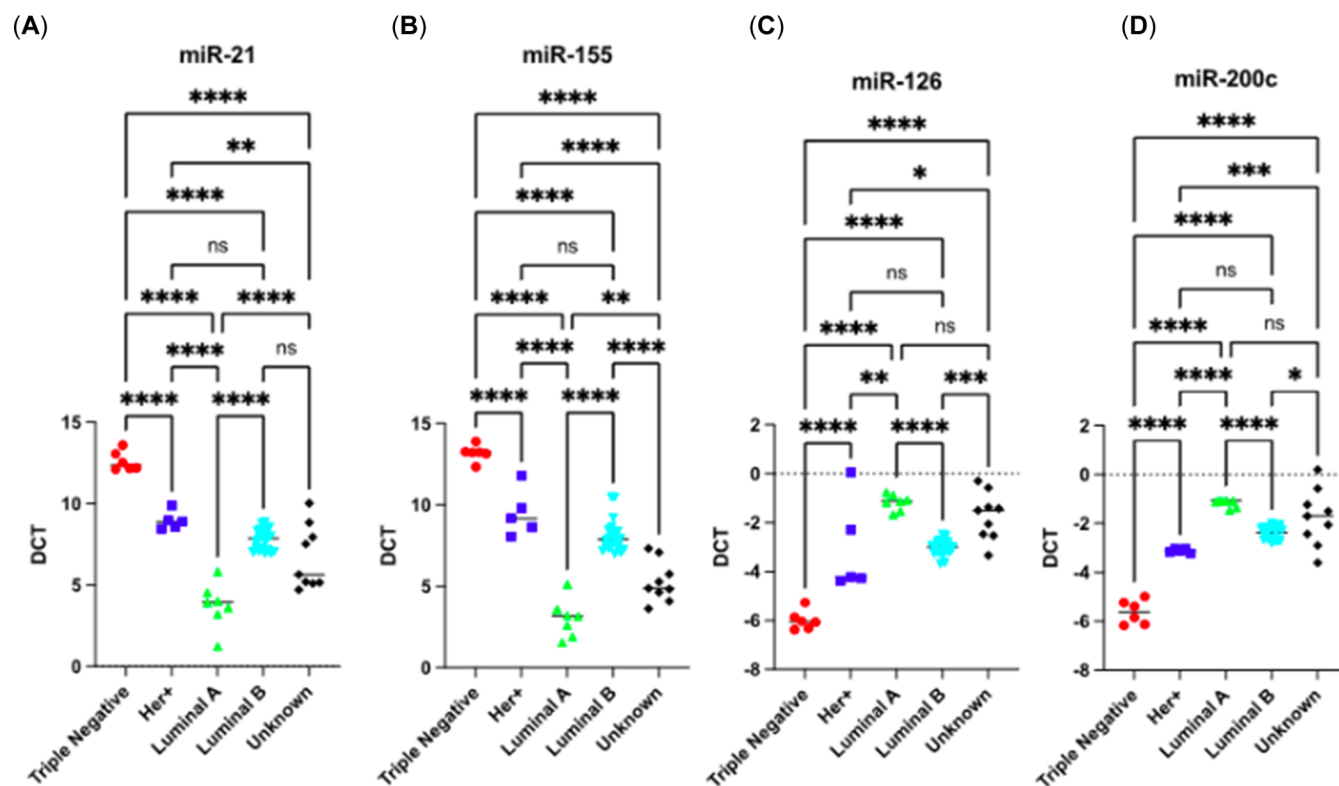 (A)
miR-21
****
**
****
ns
****
****
****
ns
****
****
15
10
5
0
DCT
Triple Negative
Her+
Luminal A
Luminal B
Unknown
(B)
miR-155
****
****
****
ns
****
**
****
****
****
****
15
10
5
0
DCT
Triple Negative
Her+
Luminal A
Luminal B
Unknown
(C)
miR-126
****
*
****
ns
****
ns
**
***
****
****
2
0
-2
-4
-6
-8
DCT
Triple Negative
Her+
Luminal A
Luminal B
Unknown
(D)
miR-200c
****
***
****
ns
****
ns
****
*
****
****
2
0
-2
-4
-6
-8
DCT
Triple Negative
Her+
Luminal A
Luminal B
Unknown